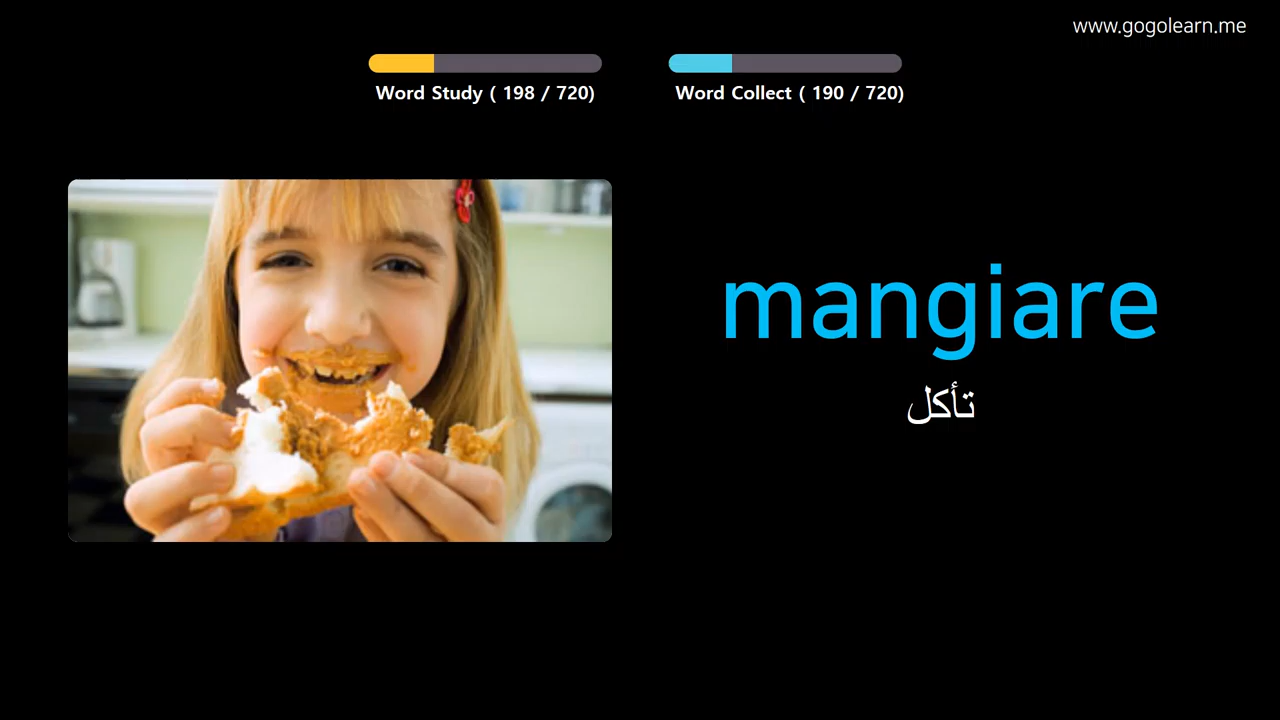 www.gogolearn.me
Word Study ( 198 / 720)
Word Collect ( 190 / 720)
mangiare
تأكل